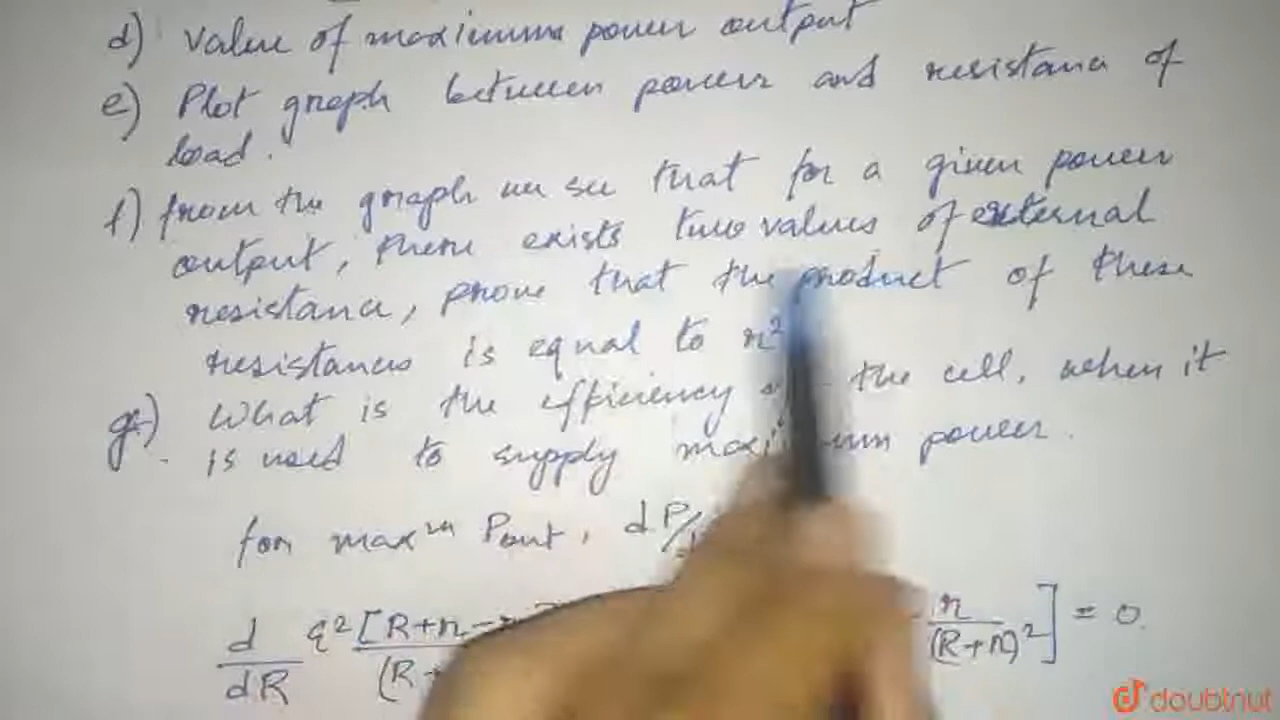 d) Value of maximum power output
e) Plot graph between power and resistance of
load.
f) from the graph we see that for a given power
output, there exists two values of external
resistance, prove that the product of these
resistances is equal to r²
g) What is the efficiency of the cell, when it
is used to supply maximum power.
for maxᵐ Pout, dP/
d/dR ε²[R+r- (R+ r/(R+r)²] = 0
doubtnut